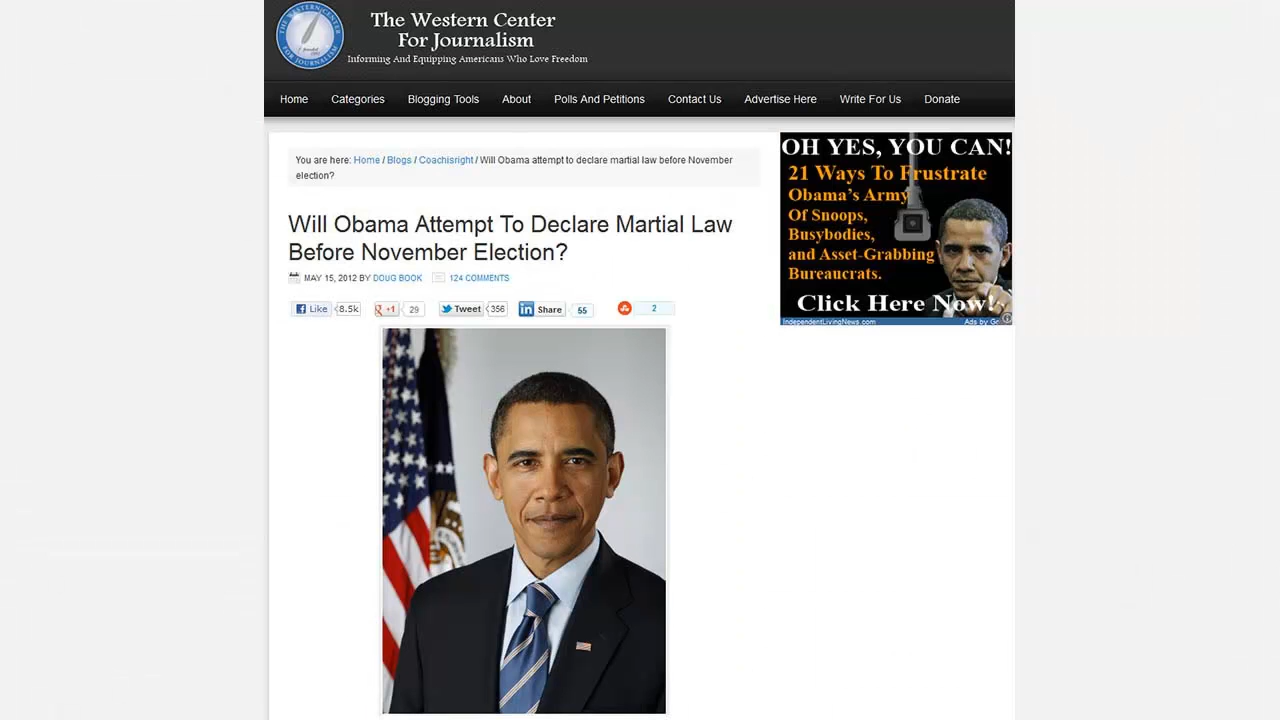 The Western Center
For Journalism
Informing And Equipping Americans Who Love Freedom
Home Categories Blogging Tools About Polls And Petitions Contact Us Advertise Here Write For Us Donate
You are here: Home / Blogs / Coachisright / Will Obama attempt to declare martial law before November
election?
Will Obama Attempt To Declare Martial Law
Before November Election?
MAY 15, 2012 BY DOUG BOOK 124 COMMENTS
Like 8.5k +1 29 Tweet 356 Share 55 2
OH YES, YOU CAN!
21 Ways To Frustrate
Obama's Army
Of Snoops,
Busybodies,
and Asset-Grabbing
Bureaucrats.
Click Here Now!
IndependentLivingNews.com Ads by Go